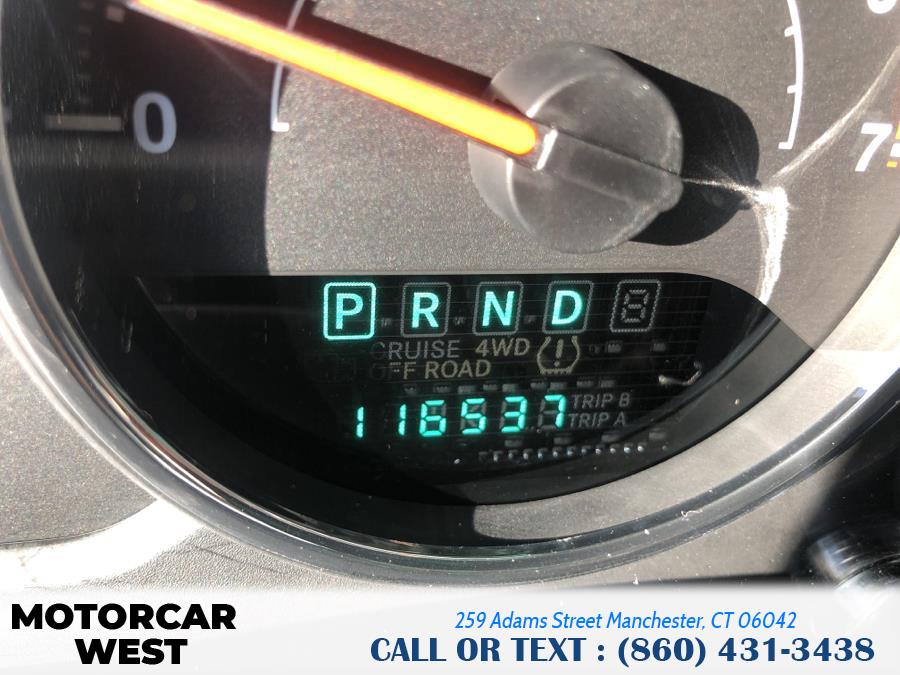 0
7
P R N D 8
CRUISE 4WD
OFF ROAD
TRIP B
116537 TRIP A
MOTORCAR
WEST
259 Adams Street Manchester, CT 06042
CALL OR TEXT : (860) 431-3438